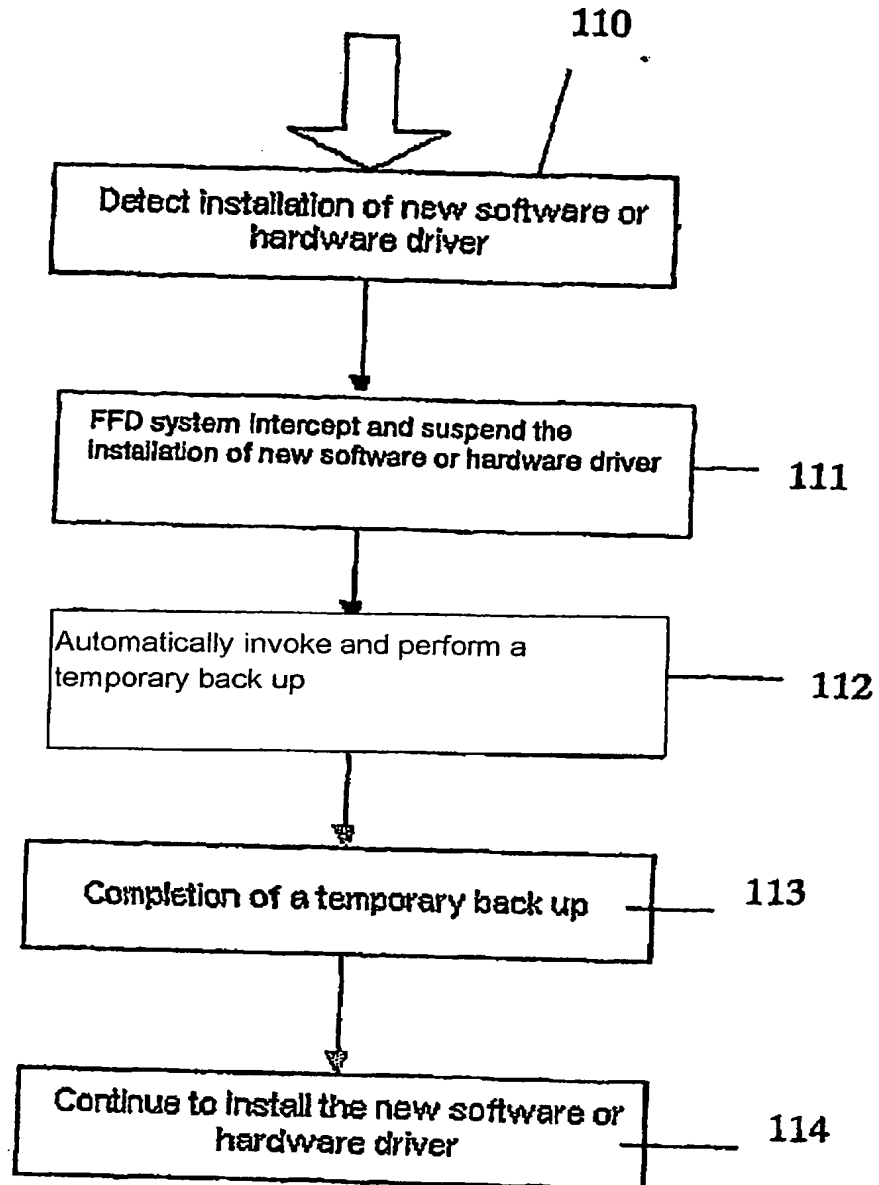 110
Detect installation of new software or
hardware driver
FFD system intercept and suspend the
installation of new software or hardware driver
111
Automatically invoke and perform a
temporary back up
112
Completion of a temporary back up
113
Continue to install the new software or
hardware driver
114